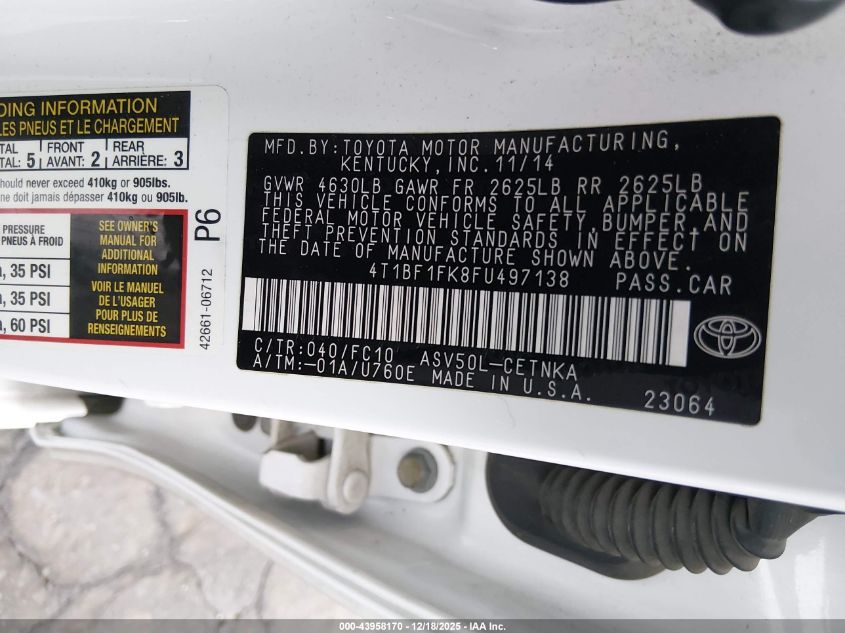 DING INFORMATION
LES PNEUS ET LE CHARGEMENT
TAL FRONT REAR
TAL: 5 AVANT: 2 ARRIÈRE: 3
hould never exceed 410kg or 905lbs.
ne doit jamais dépasser 410kg ou 905lb.
PRESSURE
PNEUS À FROID
, 35 PSI
, 35 PSI
, 60 PSI
SEE OWNER'S
MANUAL FOR
ADDITIONAL
INFORMATION
VOIR LE MANUEL
DE L'USAGER
POUR PLUS DE
RENSEIGNEMENTS
42661-06712
P6
MFD.BY:TOYOTA MOTOR MANUFACTURING,
KENTUCKY,INC.11/14
GVWR 4630LB GAWR FR 2625LB RR 2625LB
THIS VEHICLE CONFORMS TO ALL APPLICABLE
FEDERAL MOTOR VEHICLE SAFETY,BUMPER,AND
THEFT PREVENTION STANDARDS IN EFFECT ON
THE DATE OF MANUFACTURE SHOWN ABOVE.
4T1BF1FK8FU497138 PASS.CAR
C/TR:040/FC10 ASV50L-CETNKA
A/TM:-01A/U760E MADE IN U.S.A.
23064
TOYOTA
000-43958170 - 12/18/2025 - IAA Inc.